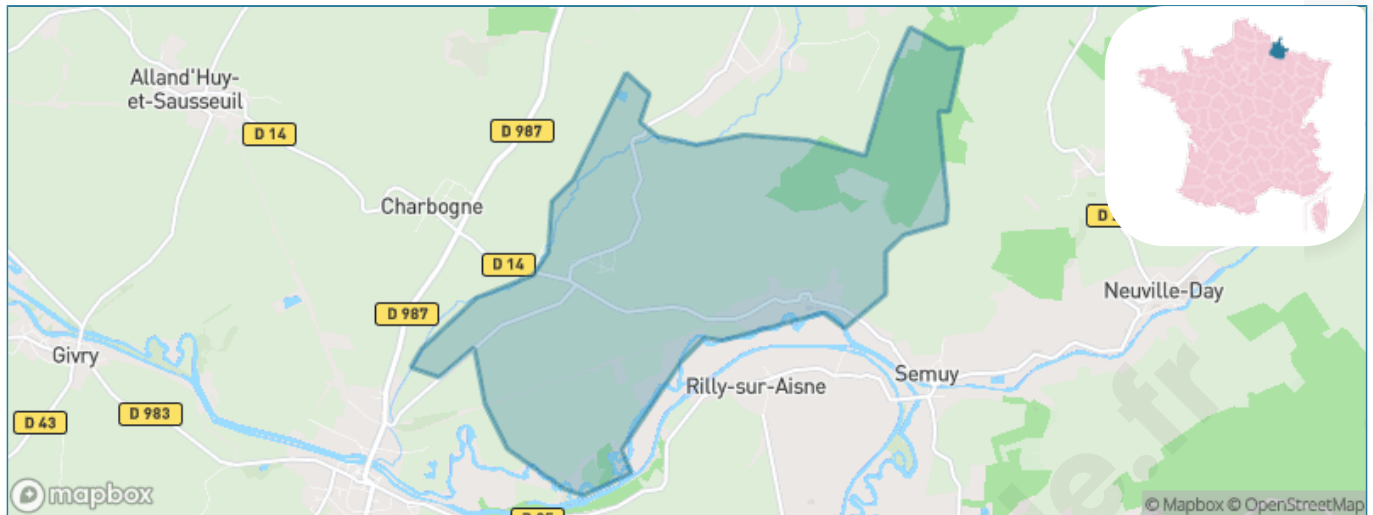 Alland'Huy-
et-Sausseuil
D 14
D 987
Charbogne
D 14
D 987
Neuville-Day
Givry
Semuy
Rilly-sur-Aisne
D 983
D 43
mapbox
© Mapbox © OpenStreetMap